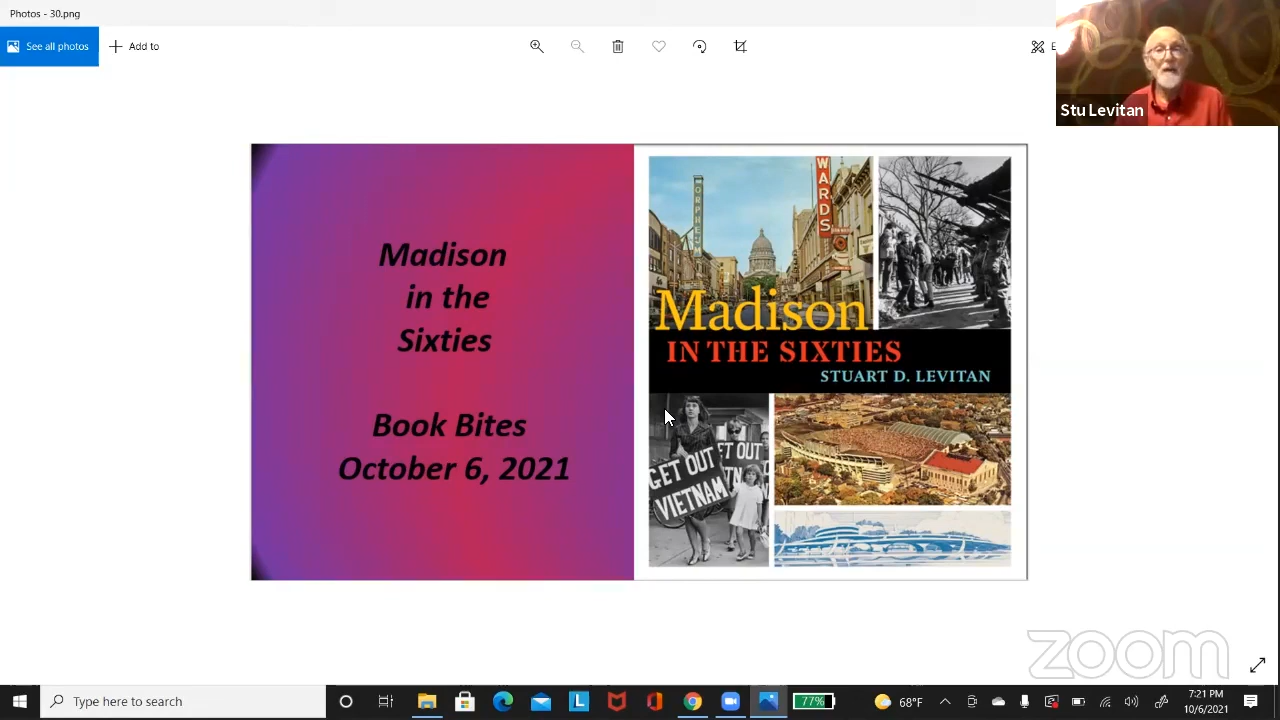 Photos - 30.png
See all photos
Add to
Stu Levitan
Madison
in the
Sixties
Book Bites
October 6, 2021
ORPHEUM
WARDS
Madison
IN THE SIXTIES
STUART D. LEVITAN
GET OUT
VIETNAM
GET OUT
zoom
Type here to search
77%
68°F
7:21 PM
10/6/2021